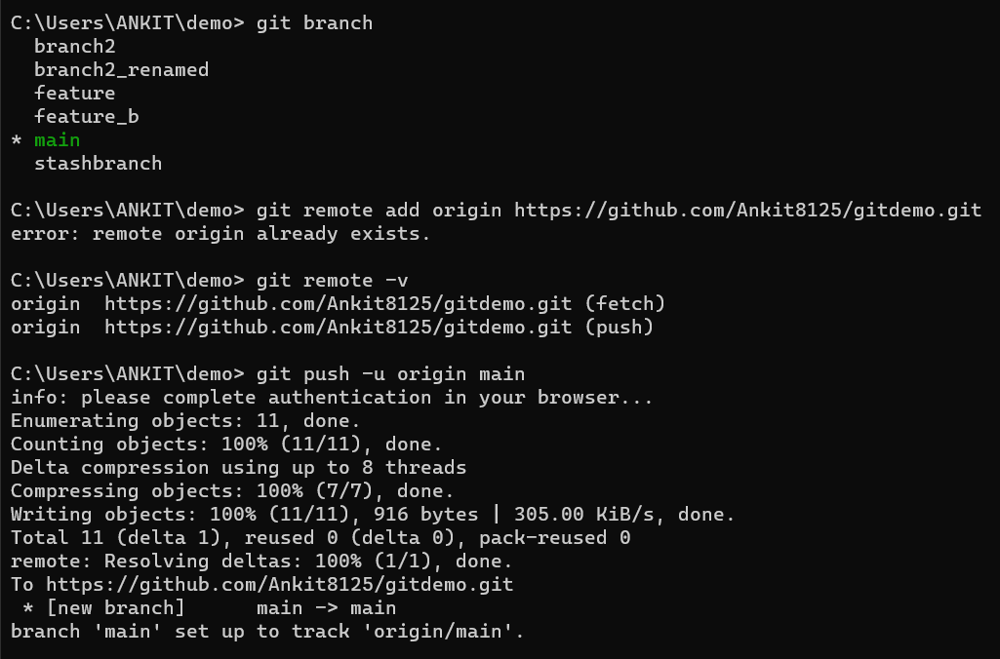 C:\Users\ANKIT\demo> git branch
  branch2
  branch2_renamed
  feature
  feature_b
* main
  stashbranch

C:\Users\ANKIT\demo> git remote add origin https://github.com/Ankit8125/gitdemo.git
error: remote origin already exists.

C:\Users\ANKIT\demo> git remote -v
origin  https://github.com/Ankit8125/gitdemo.git (fetch)
origin  https://github.com/Ankit8125/gitdemo.git (push)

C:\Users\ANKIT\demo> git push -u origin main
info: please complete authentication in your browser...
Enumerating objects: 11, done.
Counting objects: 100% (11/11), done.
Delta compression using up to 8 threads
Compressing objects: 100% (7/7), done.
Writing objects: 100% (11/11), 916 bytes | 305.00 KiB/s, done.
Total 11 (delta 1), reused 0 (delta 0), pack-reused 0
remote: Resolving deltas: 100% (1/1), done.
To https://github.com/Ankit8125/gitdemo.git
 * [new branch]      main -> main
branch 'main' set up to track 'origin/main'.